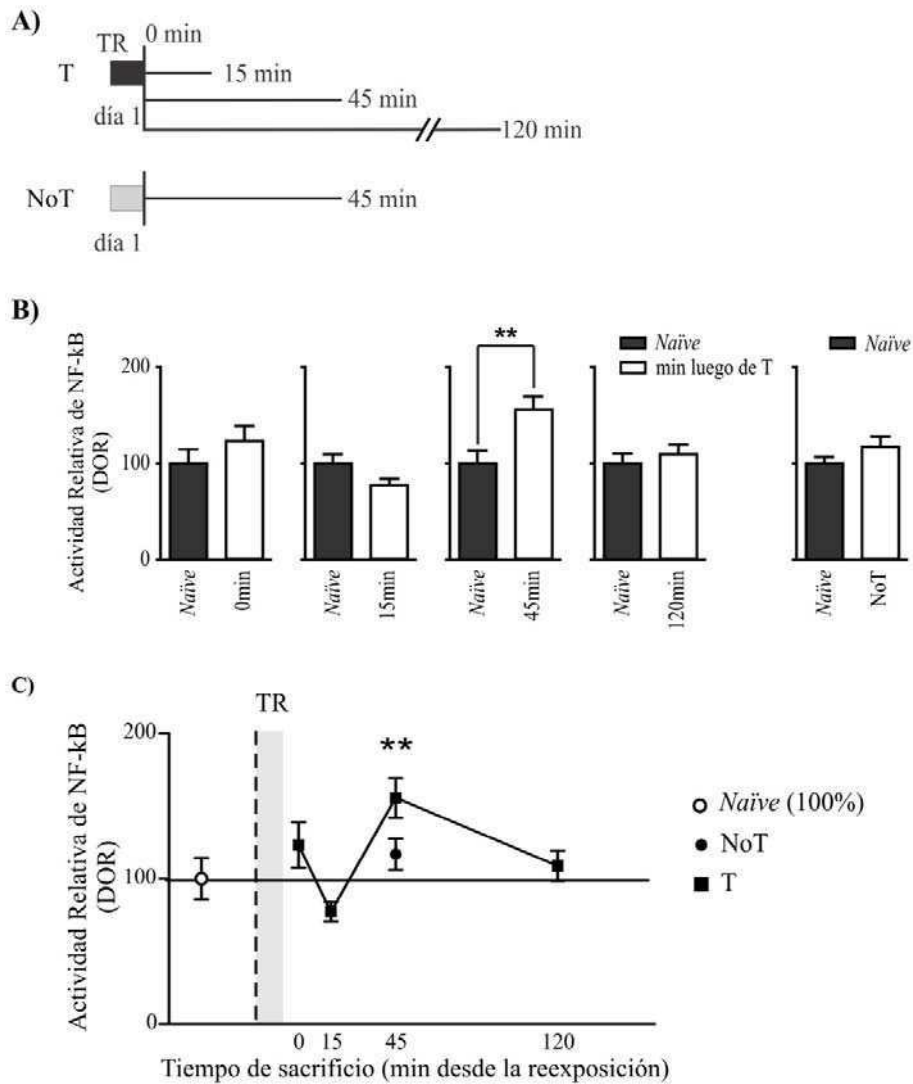 A)
0 min
TR
T
15 min
45 min
día 1
120 min
NoT
45 min
día 1
B)
Actividad Relativa de NF-kB
(DOR)
200
100
0
**
Naïve
min luego de T
Naïve
Naïve
0min
Naïve
15min
Naïve
45min
Naïve
120min
Naïve
NoT
C)
TR
Actividad Relativa de NF-kB
(DOR)
200
100
0
**
Naïve (100%)
NoT
T
0 15 45 120
Tiempo de sacrificio (min desde la reexposición)